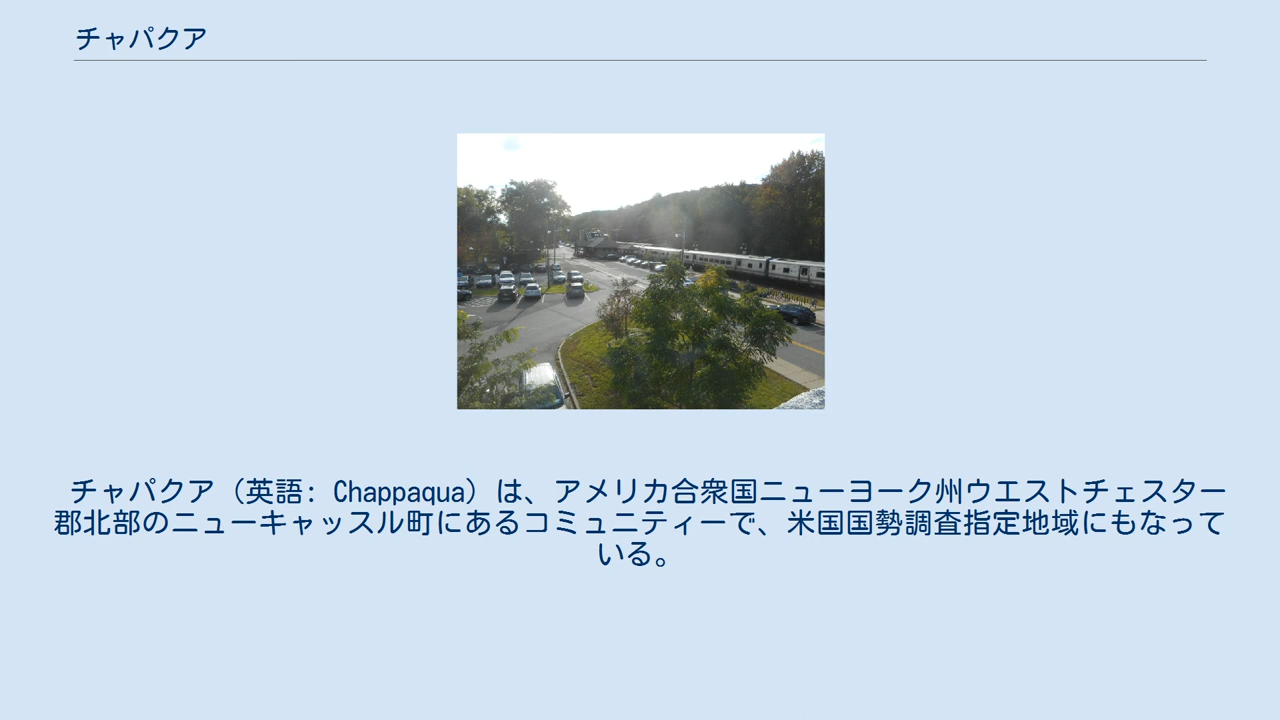 チャパクア
チャパクア（英語: Chappaqua）は、アメリカ合衆国ニューヨーク州ウエストチェスター
郡北部のニューキャッスル町にあるコミュニティーで、米国国勢調査指定地域にもなって
いる。